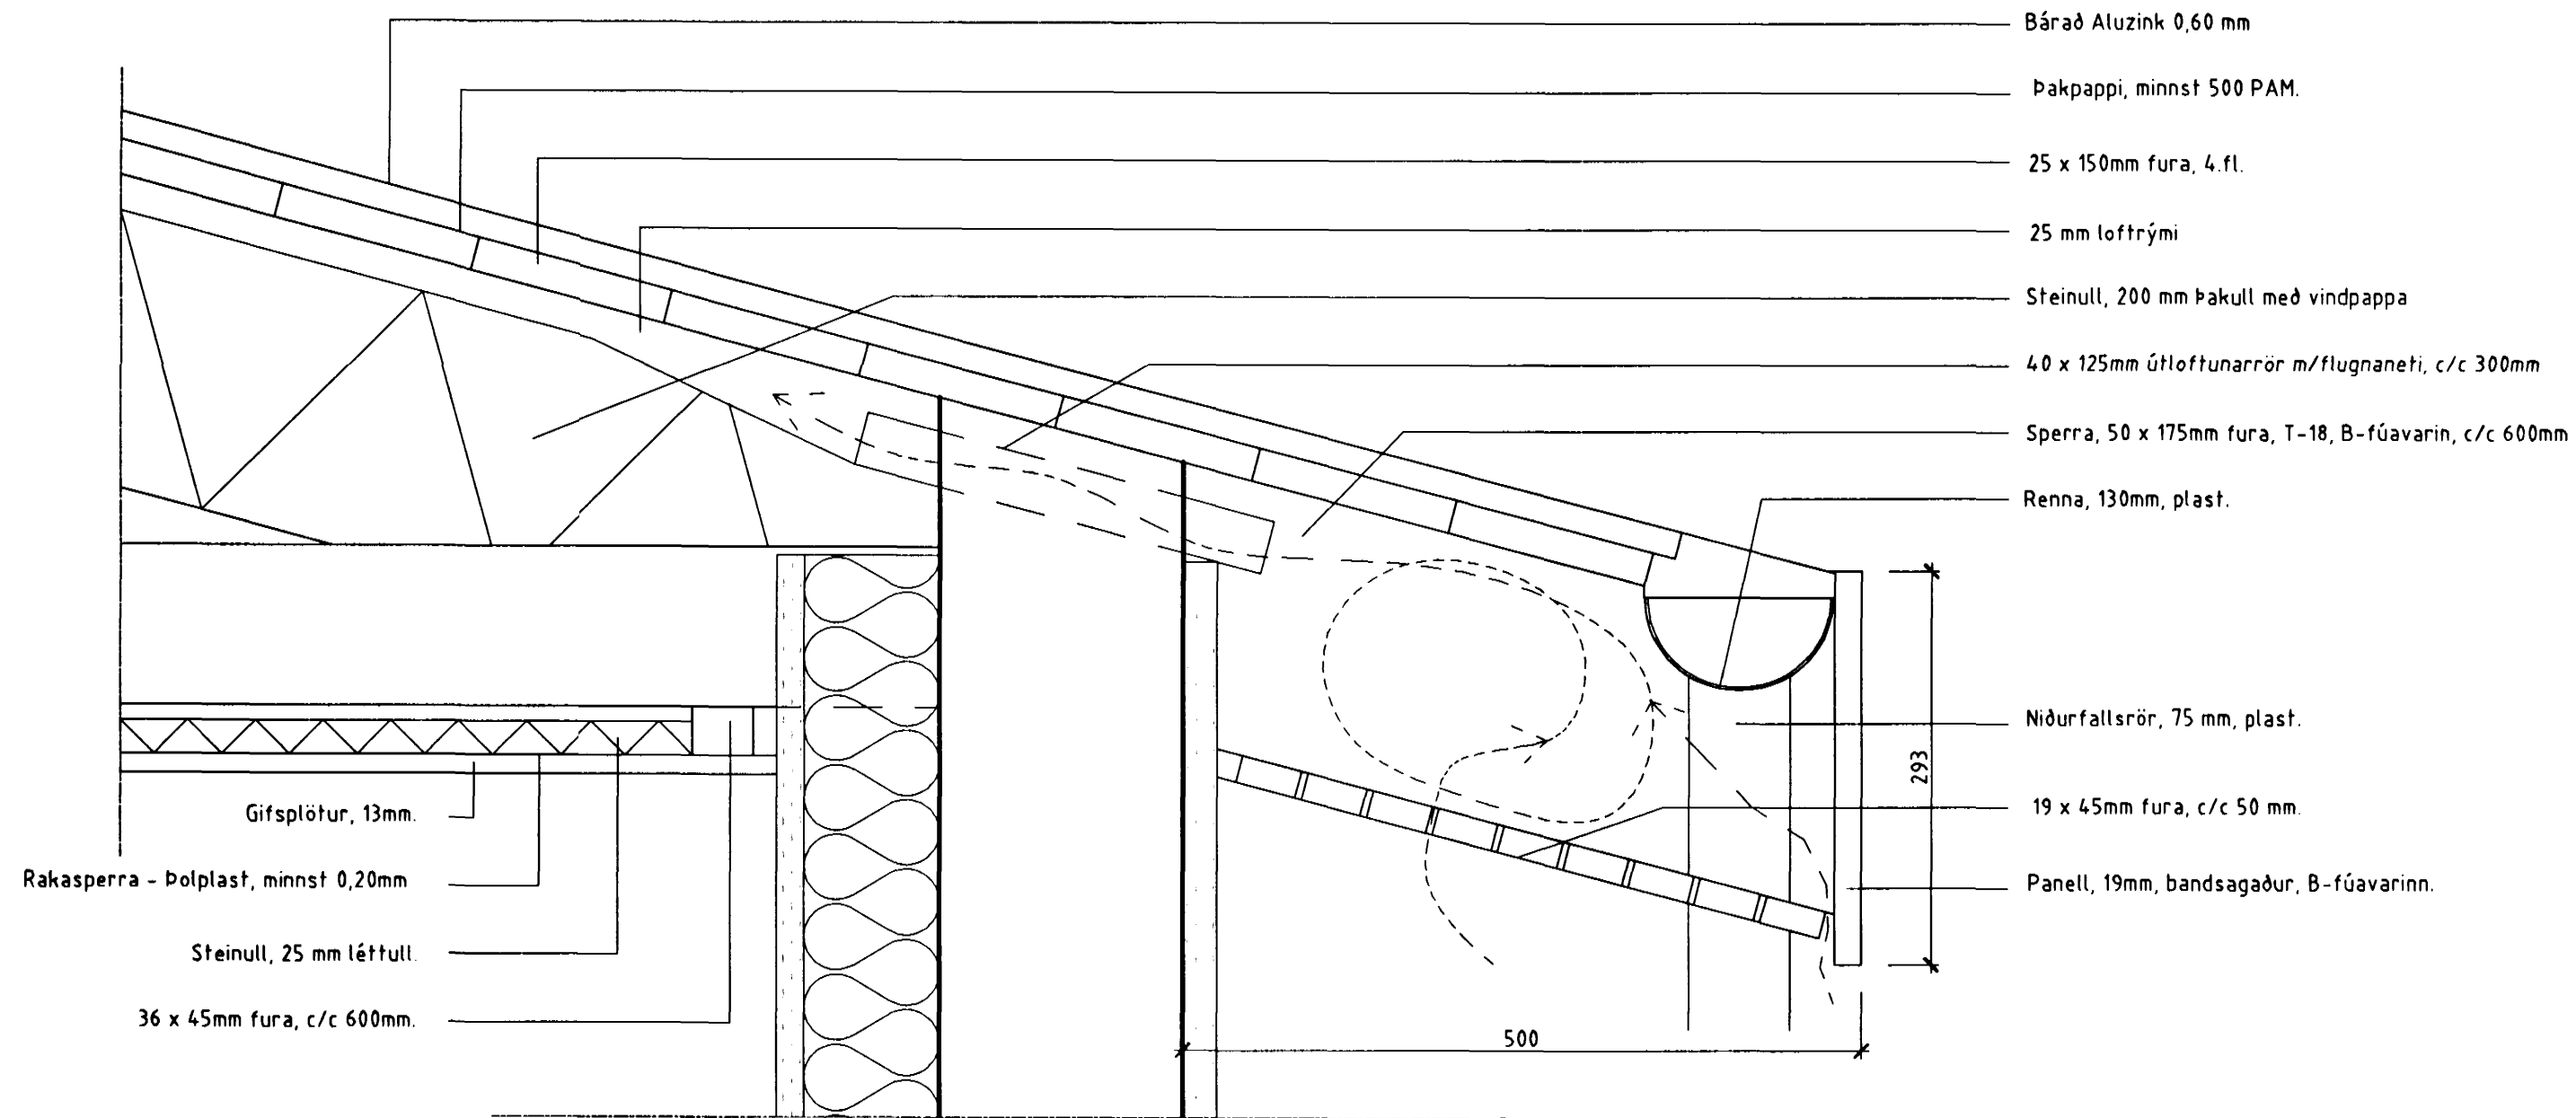 Bárað Aluzink 0,60 mm
Þakpappi, minnst 500 PAM.
25 x 150mm fura, 4.fl.
25 mm loftrými
Steinull, 200 mm Þakull með vindpappa
40 x 125mm útloftunarrör m/flugnaneti, c/c 300mm
Sperra, 50 x 175mm fura, T-18, B-fúavarin, c/c 600mm
Renna, 130mm, plast.
Niðurfallsrör, 75 mm, plast.
293
19 x 45mm fura, c/c 50 mm.
Panell, 19mm, bandsagaður, B-fúavarinn.
Gifsplötur, 13mm.
Rakasperra - Þolplast, minnst 0,20mm
Steinull, 25 mm léttull.
36 x 45mm fura, c/c 600mm.
500